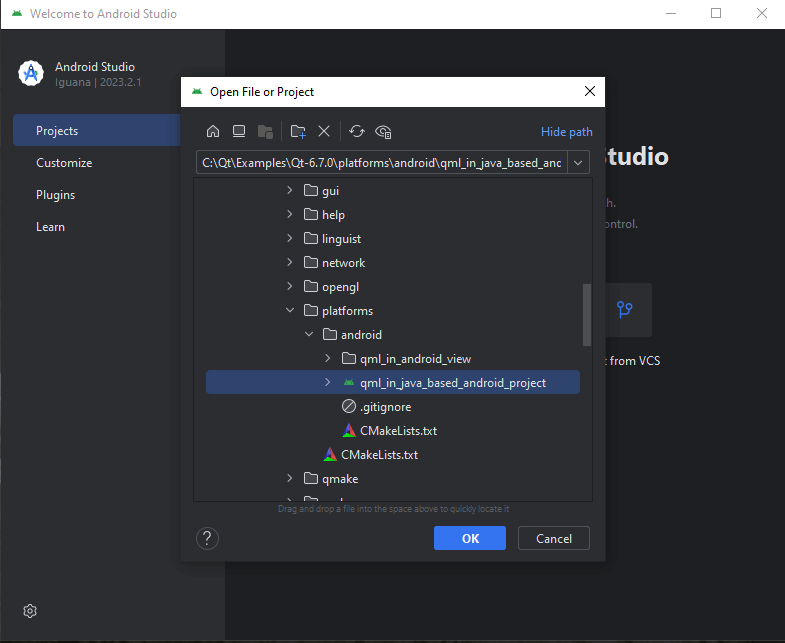 Welcome to Android Studio
Android Studio
Iguana | 2023.2.1
Projects
Customize
Plugins
Learn
Open File or Project
Hide path
C:\Qt\Examples\Qt-6.7.0\platforms\android\qml_in_java_based_anc
gui
help
linguist
network
opengl
platforms
android
qml_in_android_view
qml_in_java_based_android_project
.gitignore
CMakeLists.txt
CMakeLists.txt
qmake
Drag and drop a file into the space above to quickly locate it
?
OK
Cancel
Studio
h.
ontrol.
t from VCS